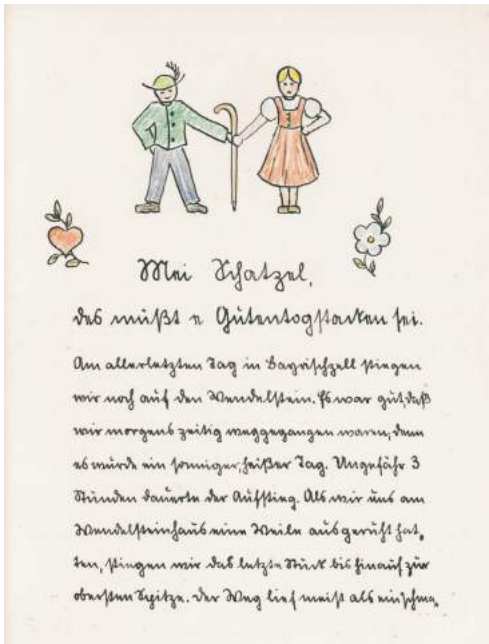 Mei Schatzel,
des müßt e Gutentogstacken sei.
Am allerletzten Tag in Bayrischzell stiegen
wir noch auf den Wendelstein. Es war gut, daß
wir morgens zeitig weggegangen waren, denn
es wurde ein sonniger, heißer Tag. Ungefähr 3
Stunden dauerte der Aufstieg. Als wir uns am
Wendelsteinhaus eine Weile ausgeruht hat-
ten, stiegen wir das letzte Stück bis hinauf zur
obersten Spitze. Der Weg lief meist als ein schma-